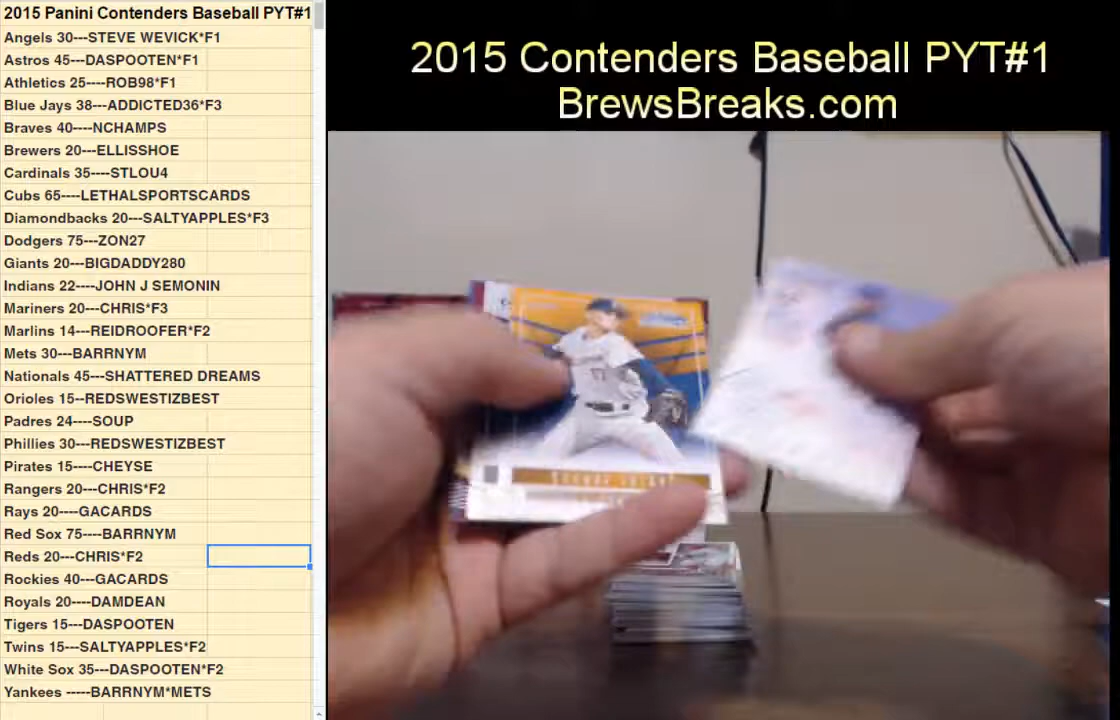 2015 Panini Contenders Baseball PYT#1
Angels 30---STEVE WEVICK*F1
Astros 45---DASPOOTEN*F1
Athletics 25----ROB98*F1
Blue Jays 38---ADDICTED36*F3
Braves 40----NCHAMPS
Brewers 20---ELLISSHOE
Cardinals 35----STLOU4
Cubs 65----LETHALSPORTSCARDS
Diamondbacks 20---SALTYAPPLES*F3
Dodgers 75---ZON27
Giants 20---BIGDADDY280
Indians 22----JOHN J SEMONIN
Mariners 20---CHRIS*F3
Marlins 14---REIDROOFER*F2
Mets 30---BARRNYM
Nationals 45---SHATTERED DREAMS
Orioles 15--REDSWESTIZBEST
Padres 24----SOUP
Phillies 30---REDSWESTIZBEST
Pirates 15----CHEYSE
Rangers 20---CHRIS*F2
Rays 20----GACARDS
Red Sox 75----BARRNYM
Reds 20---CHRIS*F2
Rockies 40---GACARDS
Royals 20----DAMDEAN
Tigers 15----DASPOOTEN
Twins 15----SALTYAPPLES*F2
White Sox 35---DASPOOTEN*F2
Yankees -----BARRNYM*METS
2015 Contenders Baseball PYT#1
BrewsBreaks.com
17